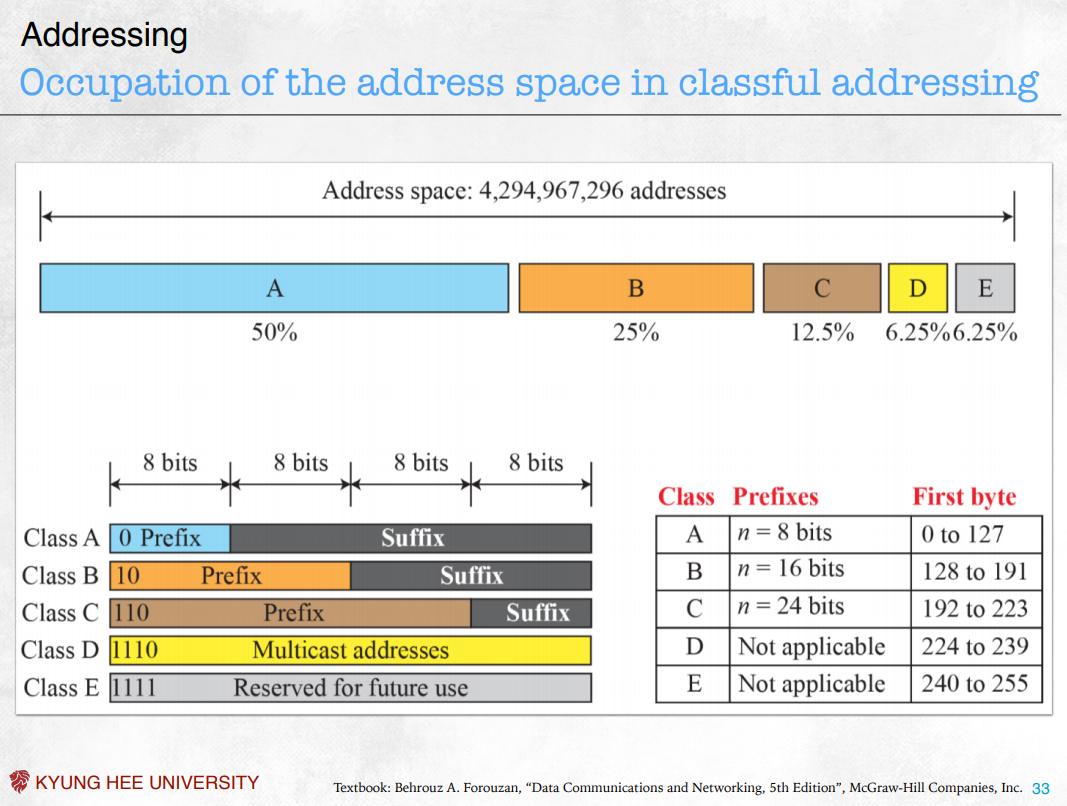 Addressing
Occupation of the address space in classful addressing
Address space: 4,294,967,296 addresses
A B C D E
50% 25% 12.5% 6.25% 6.25%
8 bits 8 bits 8 bits 8 bits
Class A 0 Prefix Suffix
Class B 10 Prefix Suffix
Class C 110 Prefix Suffix
Class D 1110 Multicast addresses
Class E 1111 Reserved for future use
Class Prefixes First byte
A n = 8 bits 0 to 127
B n = 16 bits 128 to 191
C n = 24 bits 192 to 223
D Not applicable 224 to 239
E Not applicable 240 to 255
KYUNG HEE UNIVERSITY
Textbook: Behrouz A. Forouzan, “Data Communications and Networking, 5th Edition”, McGraw-Hill Companies, Inc. 33